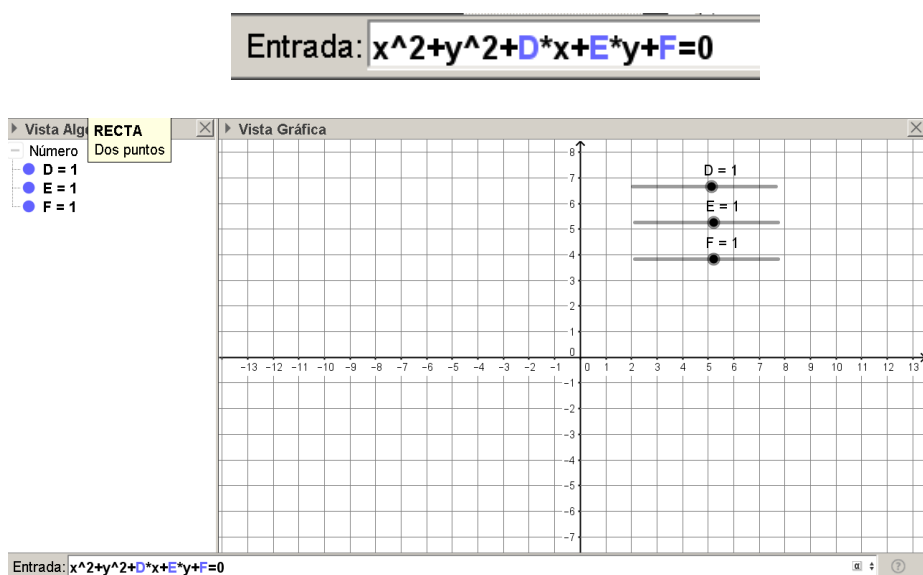 Entrada: x^2+y^2+D*x+E*y+F=0
Vista Alg
RECTA
Dos puntos
Vista Gráfica
Número
D = 1
E = 1
F = 1
D = 1
E = 1
F = 1
8
7
6
5
4
3
2
1
0
-13 -12 -11 -10 -9 -8 -7 -6 -5 -4 -3 -2 -1 0 1 2 3 4 5 6 7 8 9 10 11 12 13
-1
-2
-3
-4
-5
-6
-7
Entrada: x^2+y^2+D*x+E*y+F=0
α
?